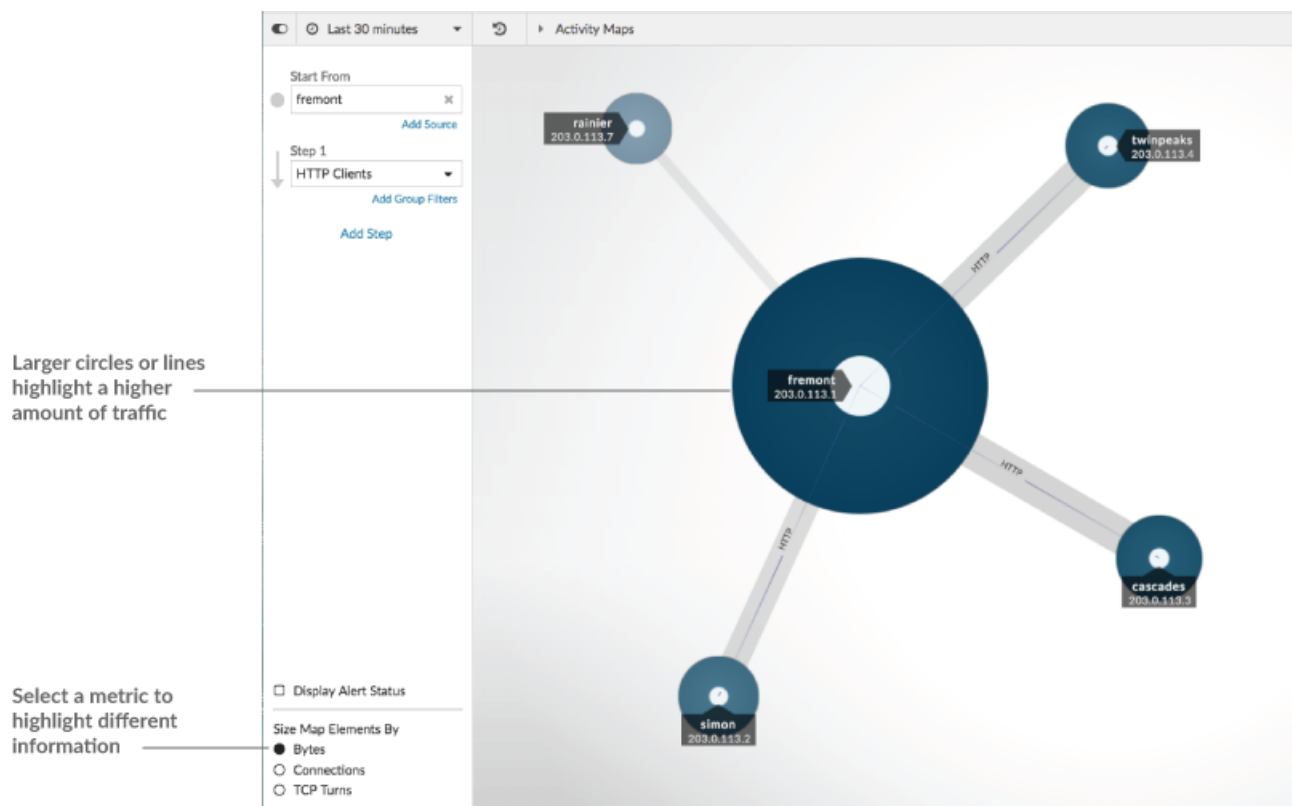 Last 30 minutes
Activity Maps
Start From
fremont
Add Source
Step 1
HTTP Clients
Add Group Filters
Add Step
Larger circles or lines
highlight a higher
amount of traffic
rainier
203.0.113.7
twinpeaks
203.0.113.4
HTTP
fremont
203.0.113.1
HTTP
HTTP
cascades
203.0.113.3
simon
203.0.113.2
Display Alert Status
Select a metric to
highlight different
information
Size Map Elements By
Bytes
Connections
TCP Turns